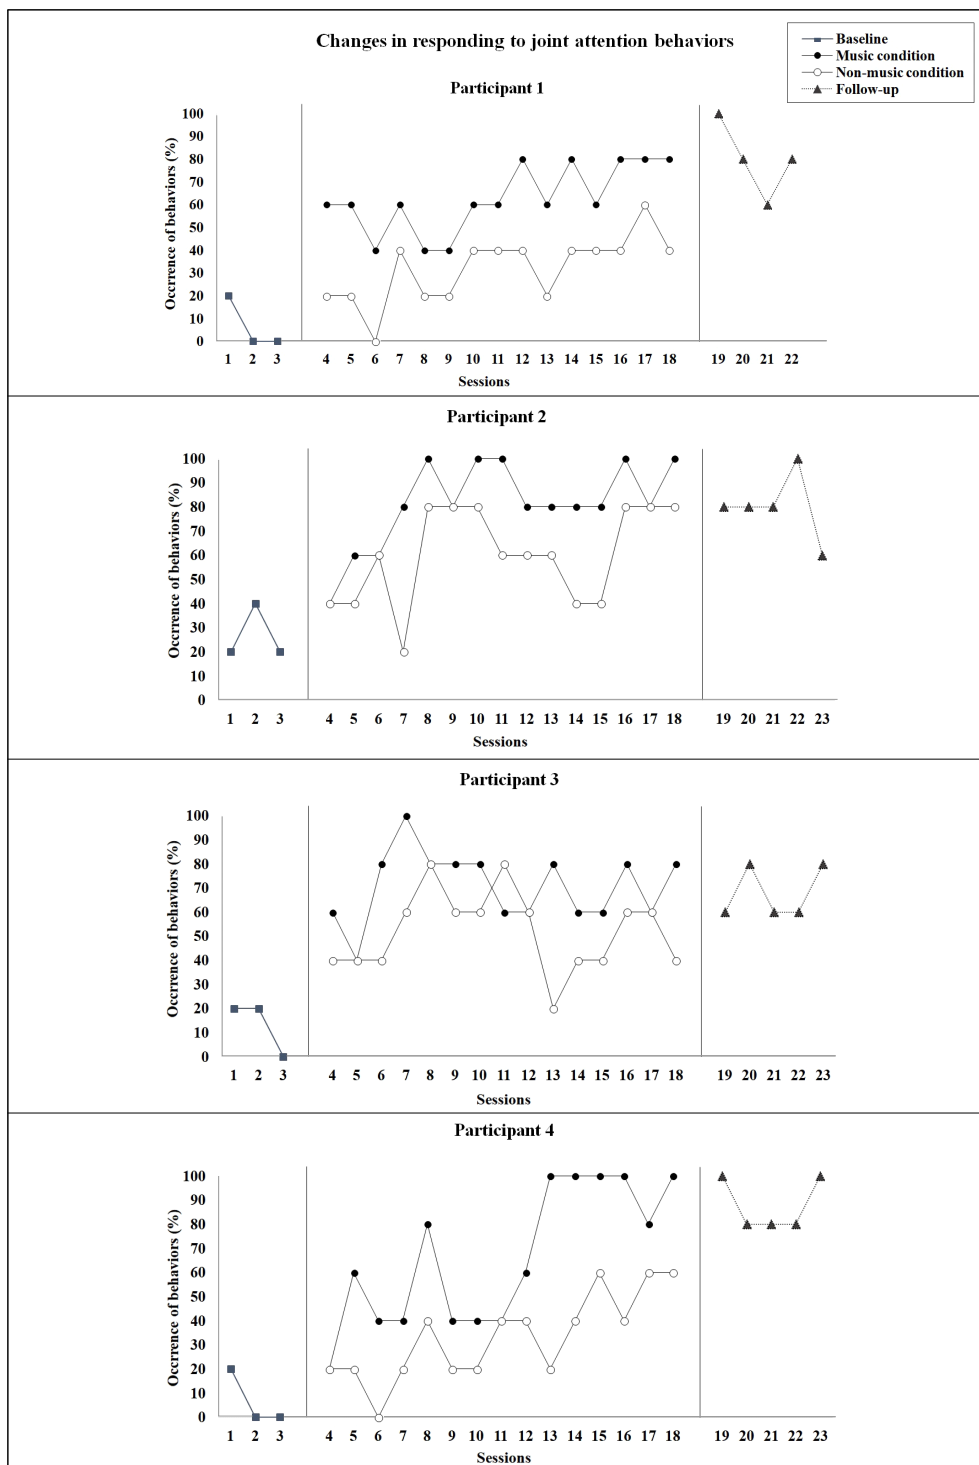 Changes in responding to joint attention behaviors
Baseline
Music condition
Non-music condition
Follow-up
Participant 1
Occrrence of behaviors (%)
100
90
80
70
60
50
40
30
20
10
0
1 2 3 4 5 6 7 8 9 10 11 12 13 14 15 16 17 18 19 20 21 22
Sessions
Participant 2
Occrrence of behaviors (%)
100
90
80
70
60
50
40
30
20
10
0
1 2 3 4 5 6 7 8 9 10 11 12 13 14 15 16 17 18 19 20 21 22 23
Sessions
Participant 3
Occrrence of behaviors (%)
100
90
80
70
60
50
40
30
20
10
0
1 2 3 4 5 6 7 8 9 10 11 12 13 14 15 16 17 18 19 20 21 22 23
Sessions
Participant 4
Occrrence of behaviors (%)
100
90
80
70
60
50
40
30
20
10
0
1 2 3 4 5 6 7 8 9 10 11 12 13 14 15 16 17 18 19 20 21 22 23
Sessions